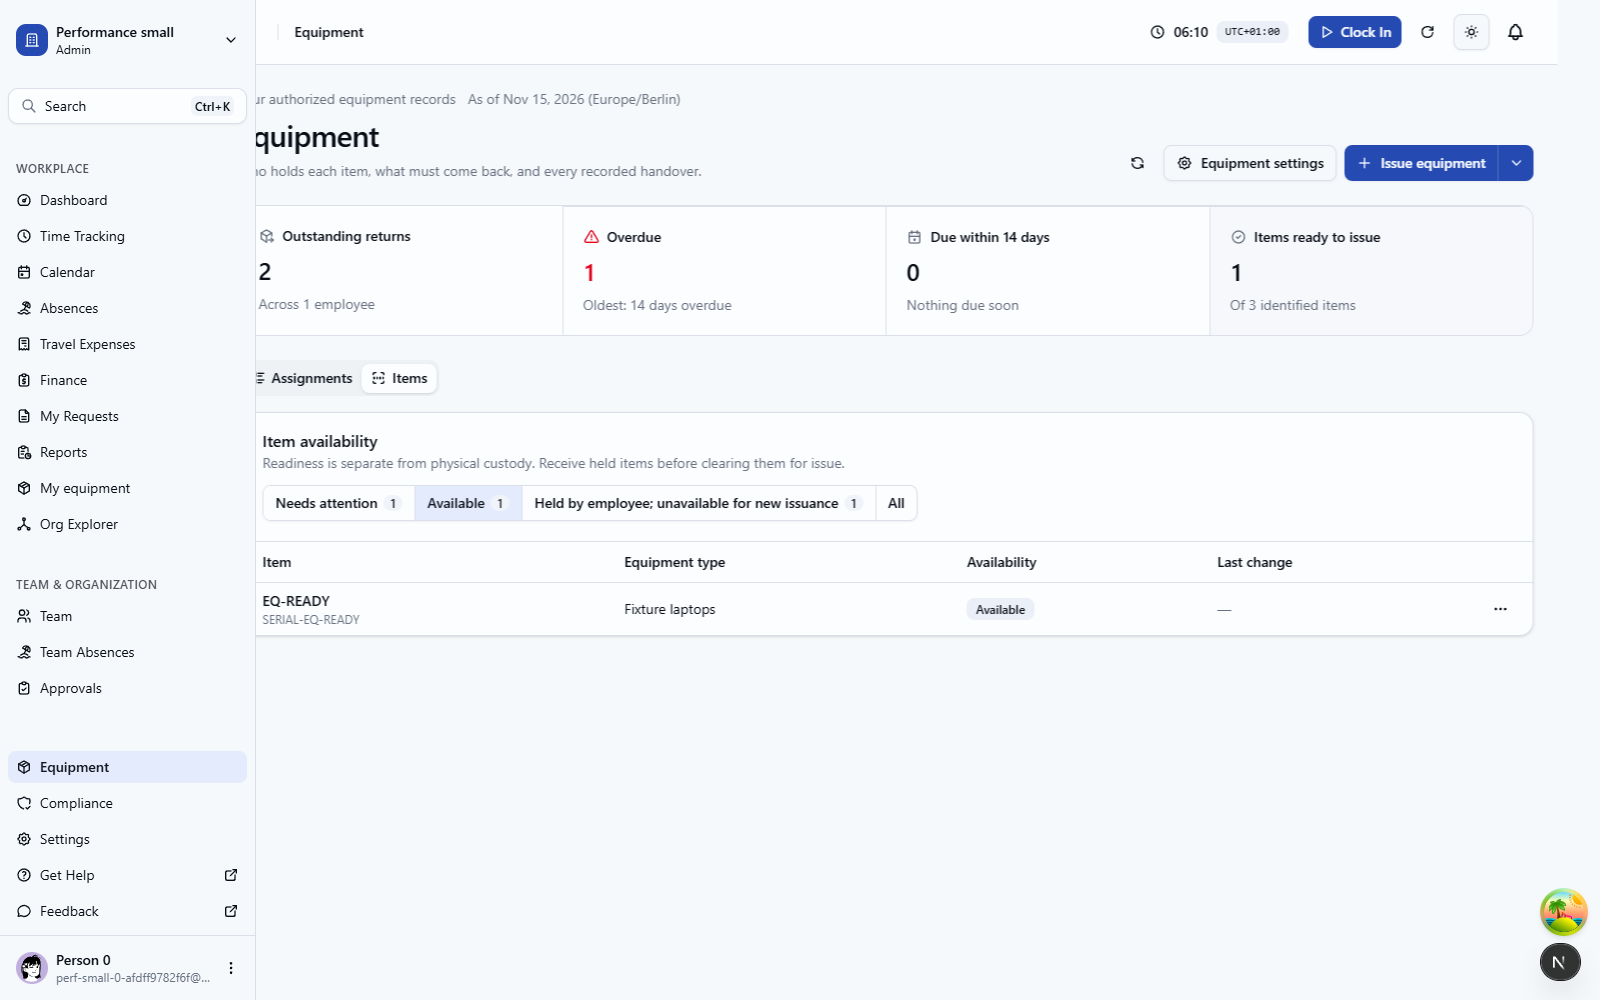 Performance small
Admin
Search
Ctrl+K
WORKPLACE
Dashboard
Time Tracking
Calendar
Absences
Travel Expenses
Finance
My Requests
Reports
My equipment
Org Explorer
TEAM & ORGANIZATION
Team
Team Absences
Approvals
Equipment
Compliance
Settings
Get Help
Feedback
Person 0
perf-small-0-afdff9782f6f@...
Equipment
06:10
UTC+01:00
Clock In
authorized equipment records
As of Nov 15, 2026 (Europe/Berlin)
quipment
holds each item, what must come back, and every recorded handover.
Equipment settings
Issue equipment
Outstanding returns
2
Across 1 employee
Overdue
1
Oldest: 14 days overdue
Due within 14 days
0
Nothing due soon
Items ready to issue
1
Of 3 identified items
Assignments
Items
Item availability
Readiness is separate from physical custody. Receive held items before clearing them for issue.
Needs attention 1
Available 1
Held by employee; unavailable for new issuance 1
All
Item
Equipment type
Availability
Last change
EQ-READY
SERIAL-EQ-READY
Fixture laptops
Available
—
N